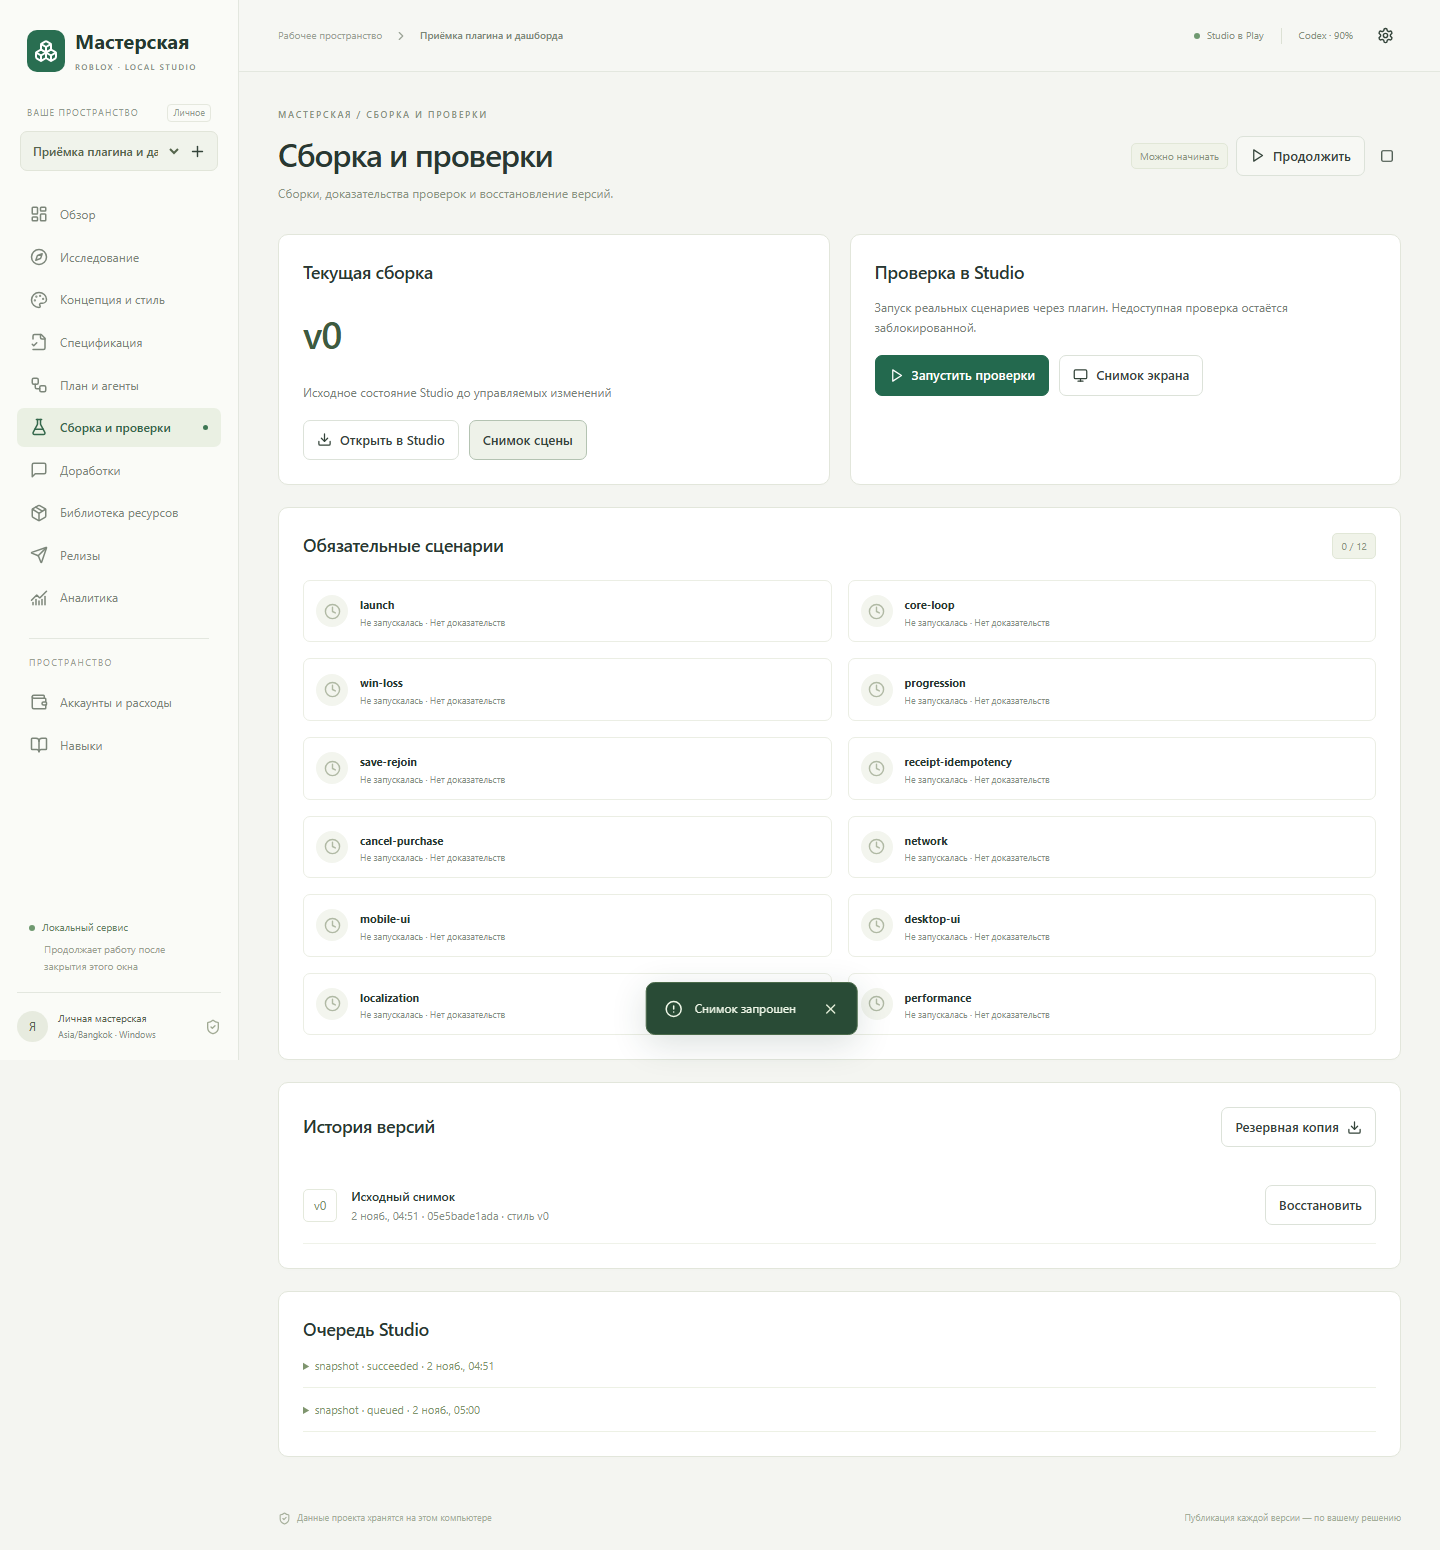 Мастерская
ROBLOX · LOCAL STUDIO
ВАШЕ ПРОСТРАНСТВО
Личное
Приёмка плагина и да
Обзор
Исследование
Концепция и стиль
Спецификация
План и агенты
Сборка и проверки
Доработки
Библиотека ресурсов
Релизы
Аналитика
ПРОСТРАНСТВО
Аккаунты и расходы
Навыки
Локальный сервис
Продолжает работу после
закрытия этого окна
Я
Личная мастерская
Asia/Bangkok · Windows
Рабочее пространство
Приёмка плагина и дашборда
Studio в Play
Codex · 90%
МАСТЕРСКАЯ / СБОРКА И ПРОВЕРКИ
Сборка и проверки
Сборки, доказательства проверок и восстановление версий.
Можно начинать
Продолжить
Текущая сборка
v0
Исходное состояние Studio до управляемых изменений
Открыть в Studio
Снимок сцены
Проверка в Studio
Запуск реальных сценариев через плагин. Недоступная проверка остаётся
заблокированной.
Запустить проверки
Снимок экрана
Обязательные сценарии
0 / 12
launch
Не запускалась · Нет доказательств
core-loop
Не запускалась · Нет доказательств
win-loss
Не запускалась · Нет доказательств
progression
Не запускалась · Нет доказательств
save-rejoin
Не запускалась · Нет доказательств
receipt-idempotency
Не запускалась · Нет доказательств
cancel-purchase
Не запускалась · Нет доказательств
network
Не запускалась · Нет доказательств
mobile-ui
Не запускалась · Нет доказательств
desktop-ui
Не запускалась · Нет доказательств
localization
Не запускалась · Нет доказательств
performance
Не запускалась · Нет доказательств
Снимок запрошен
История версий
Резервная копия
v0
Исходный снимок
2 нояб., 04:51 · 05e5bade1ada · стиль v0
Восстановить
Очередь Studio
snapshot · succeeded · 2 нояб., 04:51
snapshot · queued · 2 нояб., 05:00
Данные проекта хранятся на этом компьютере
Публикация каждой версии — по вашему решению